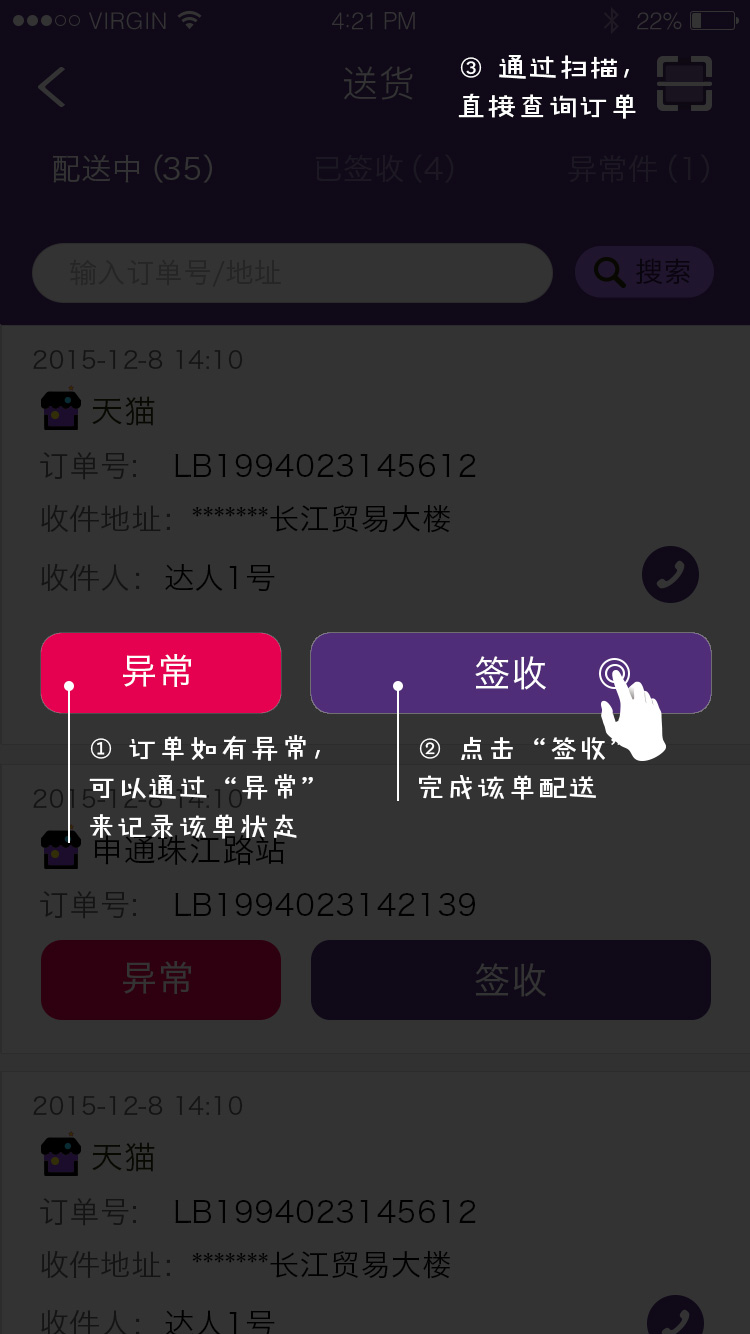 VIRGIN 4:21 PM 22%
送货
③ 通过扫描，
直接查询订单
配送中 (35) 已签收 (4) 异常件 (1)
输入订单号/地址 搜索
2015-12-8 14:10
天猫
订单号: LB1994023145612
收件地址: *******长江贸易大楼
收件人: 达人1号
异常 签收
① 订单如有异常，
可以通过“异常”
来记录该单状态
② 点击“签收”
完成该单配送
2015-12-8 14:10
申通珠江路站
订单号: LB1994023142139
异常 签收
2015-12-8 14:10
天猫
订单号: LB1994023145612
收件地址: *******长江贸易大楼
收件人: 达人1号